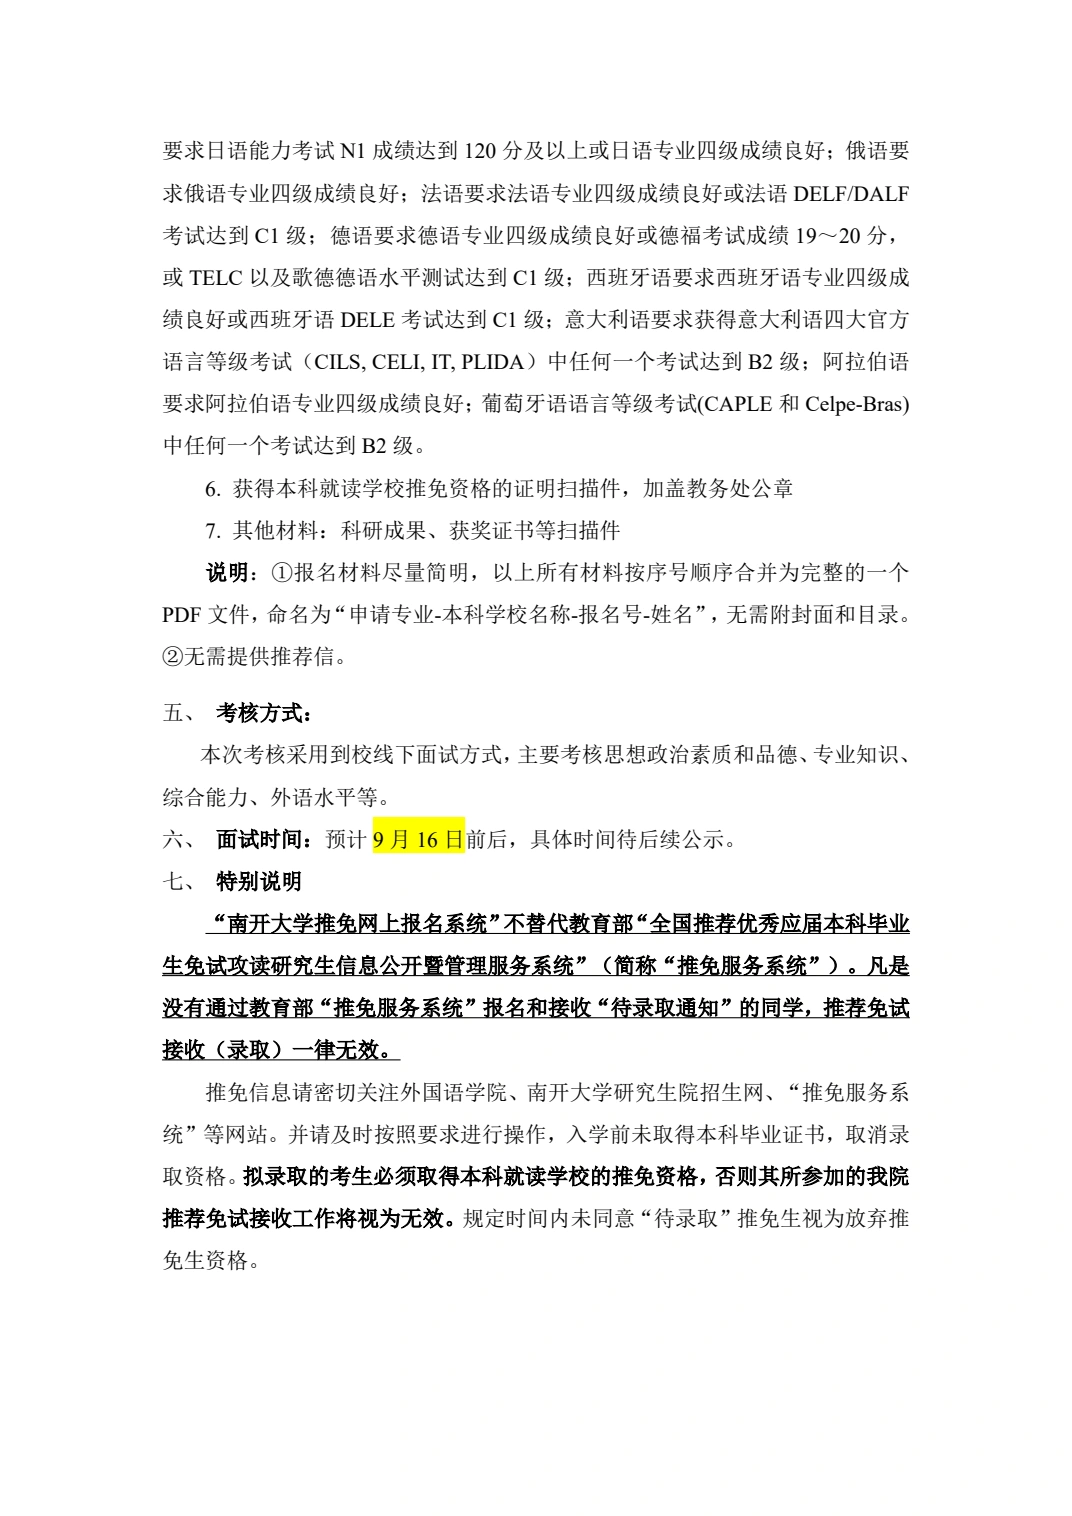 要求日语能力考试 N1 成绩达到 120 分及以上或日语专业四级成绩良好；俄语要
求俄语专业四级成绩良好；法语要求法语专业四级成绩良好或法语 DELF/DALF
考试达到 C1 级；德语要求德语专业四级成绩良好或德福考试成绩 19～20 分，
或 TELC 以及歌德德语水平测试达到 C1 级；西班牙语要求西班牙语专业四级成
绩良好或西班牙语 DELE 考试达到 C1 级；意大利语要求获得意大利语四大官方
语言等级考试（CILS, CELI, IT, PLIDA）中任何一个考试达到 B2 级；阿拉伯语
要求阿拉伯语专业四级成绩良好；葡萄牙语语言等级考试(CAPLE 和 Celpe-Bras)
中任何一个考试达到 B2 级。
6. 获得本科就读学校推免资格的证明扫描件，加盖教务处公章
7. 其他材料：科研成果、获奖证书等扫描件
说明：①报名材料尽量简明，以上所有材料按序号顺序合并为完整的一个
PDF 文件，命名为“申请专业-本科学校名称-报名号-姓名”，无需附封面和目录。
②无需提供推荐信。
五、 考核方式：
本次考核采用到校线下面试方式，主要考核思想政治素质和品德、专业知识、
综合能力、外语水平等。
六、 面试时间：预计 9 月 16 日前后，具体时间待后续公示。
七、 特别说明
“南开大学推免网上报名系统”不替代教育部“全国推荐优秀应届本科毕业
生免试攻读研究生信息公开暨管理服务系统”（简称“推免服务系统”）。凡是
没有通过教育部“推免服务系统”报名和接收“待录取通知”的同学，推荐免试
接收（录取）一律无效。
推免信息请密切关注外国语学院、南开大学研究生院招生网、“推免服务系
统”等网站。并请及时按照要求进行操作，入学前未取得本科毕业证书，取消录
取资格。拟录取的考生必须取得本科就读学校的推免资格，否则其所参加的我院
推荐免试接收工作将视为无效。规定时间内未同意“待录取”推免生视为放弃推
免生资格。